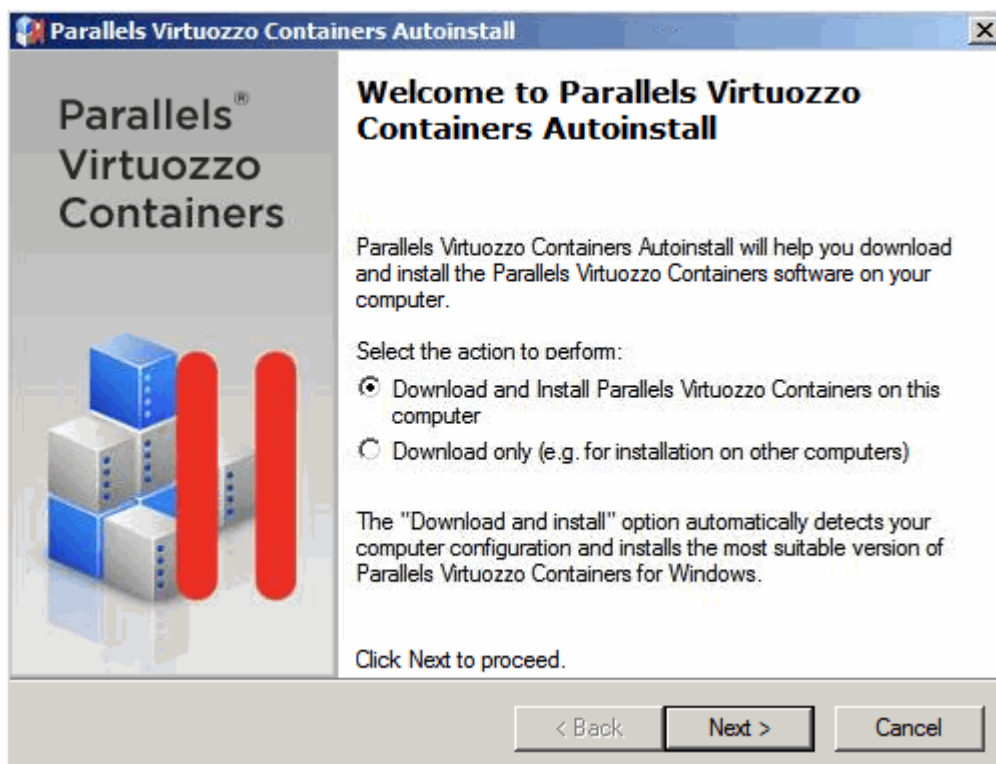 Parallels Virtuozzo Containers Autoinstall
Parallels®
Virtuozzo
Containers
Welcome to Parallels Virtuozzo
Containers Autoinstall
Parallels Virtuozzo Containers Autoinstall will help you download
and install the Parallels Virtuozzo Containers software on your
computer.
Select the action to perform:
Download and Install Parallels Virtuozzo Containers on this
computer
Download only (e.g. for installation on other computers)
The "Download and install" option automatically detects your
computer configuration and installs the most suitable version of
Parallels Virtuozzo Containers for Windows.
Click Next to proceed.
< Back
Next >
Cancel